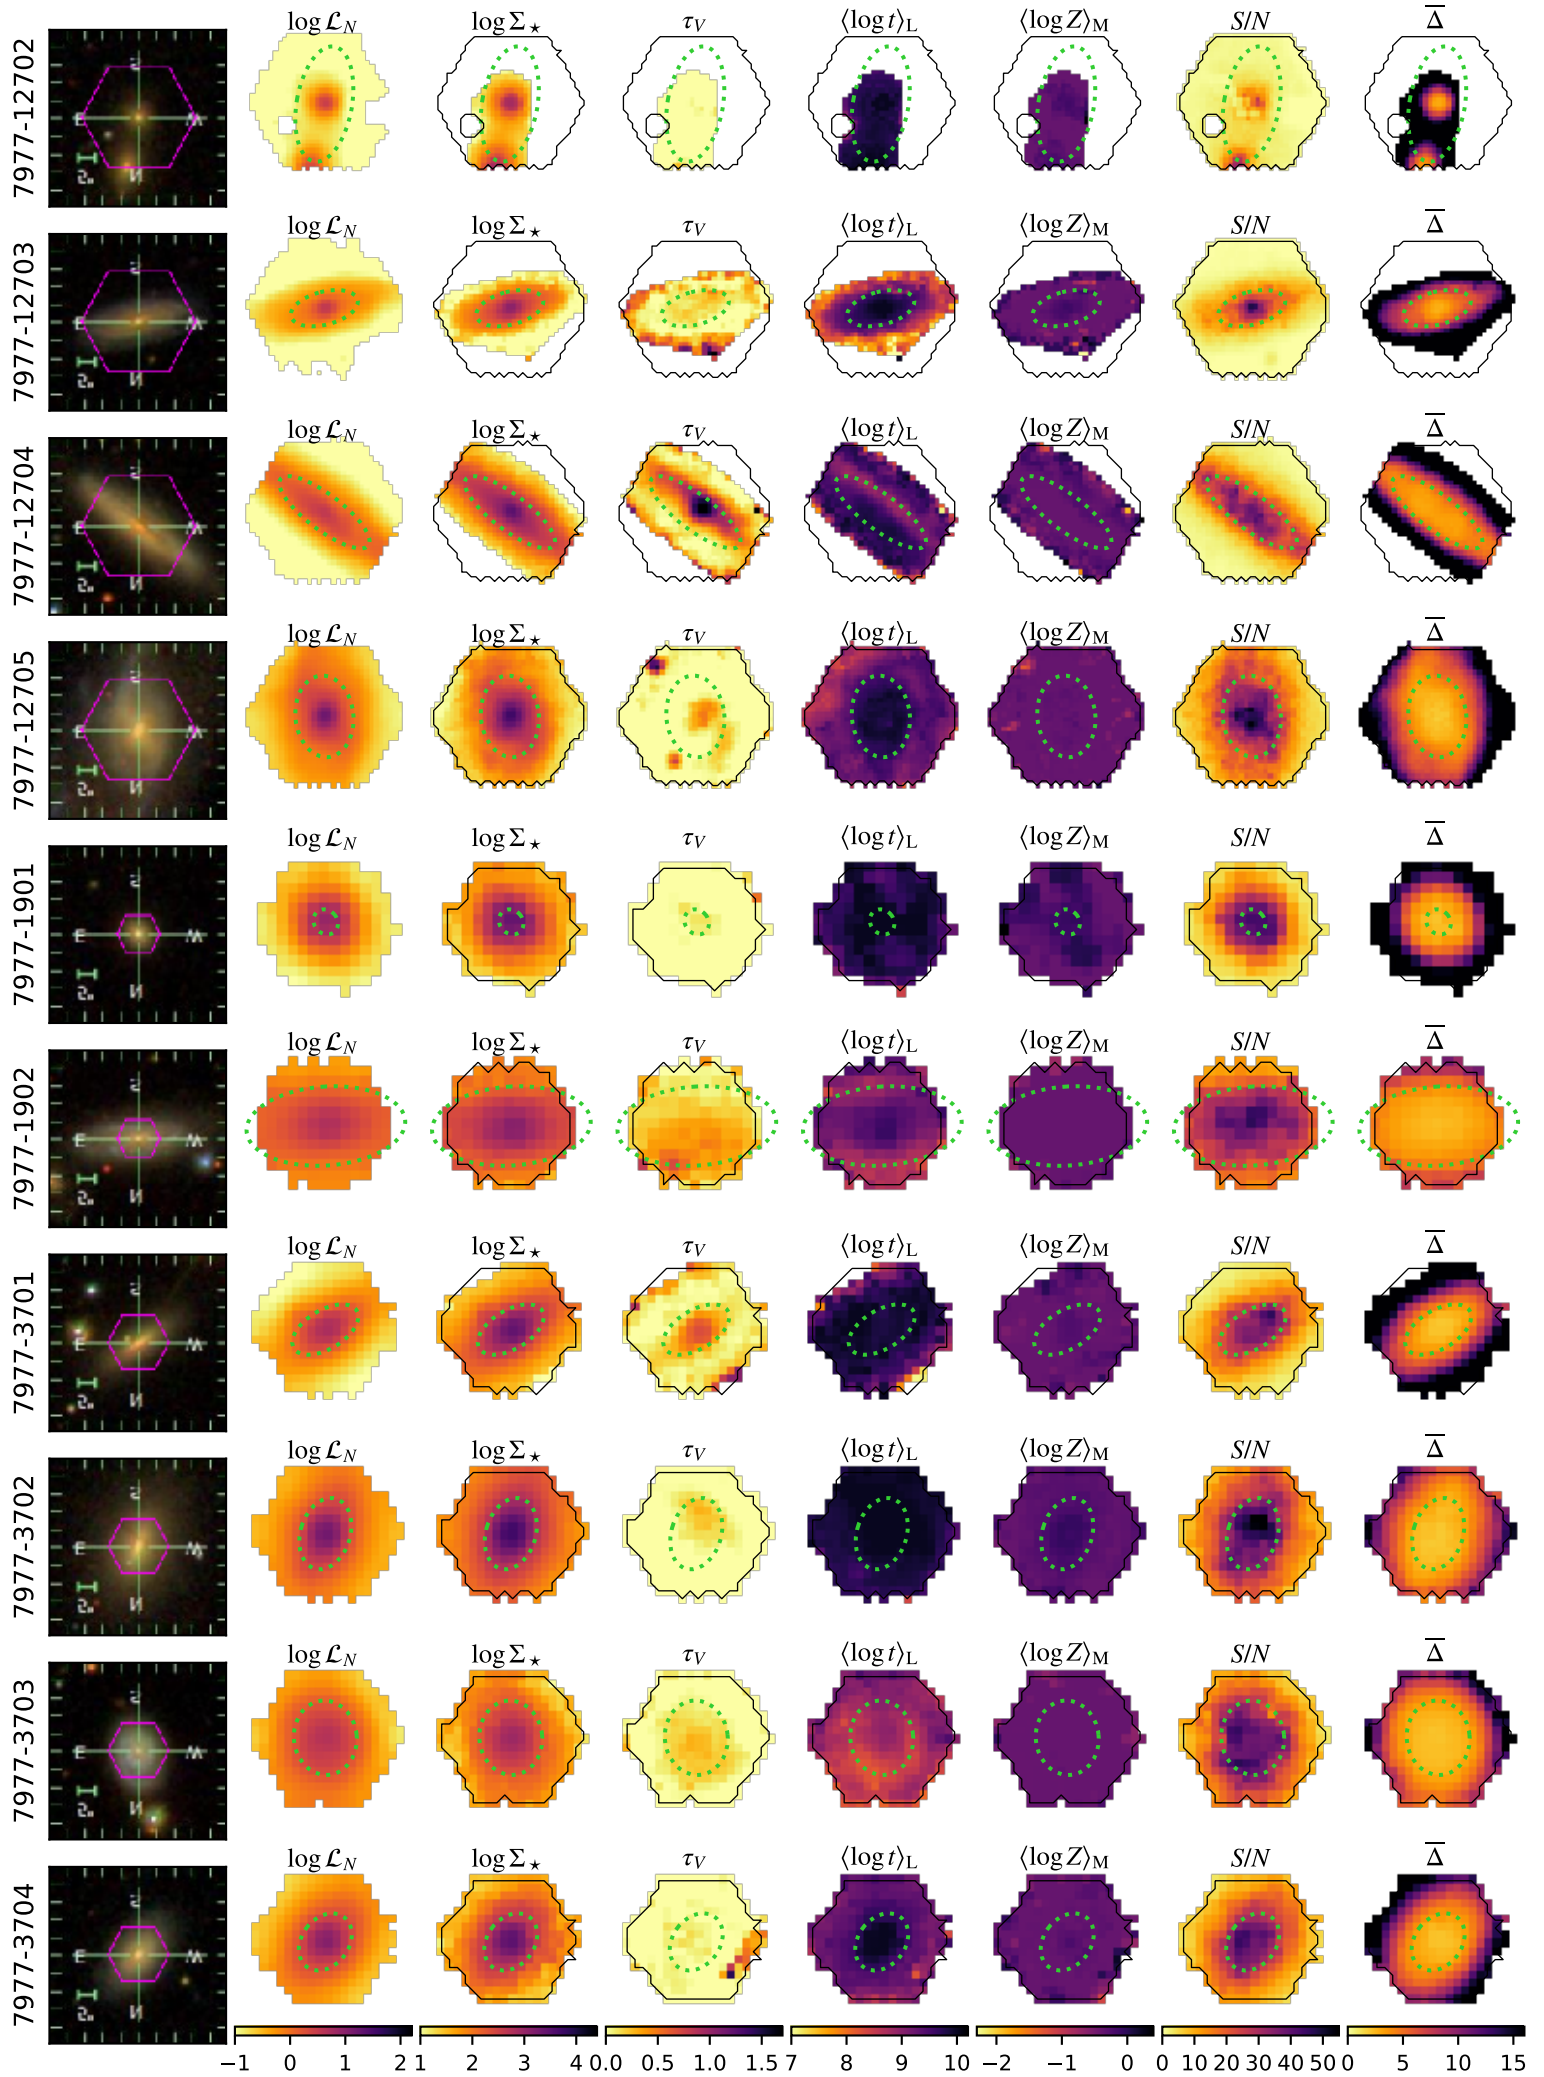 log ℒ_N log Σ⋆ τ_V ⟨log t⟩_L ⟨log Z⟩_M S/N Δ̅
7977-12702
log ℒ_N log Σ⋆ τ_V ⟨log t⟩_L ⟨log Z⟩_M S/N Δ̅
7977-12703
log ℒ_N log Σ⋆ τ_V ⟨log t⟩_L ⟨log Z⟩_M S/N Δ̅
7977-12704
log ℒ_N log Σ⋆ τ_V ⟨log t⟩_L ⟨log Z⟩_M S/N Δ̅
7977-12705
log ℒ_N log Σ⋆ τ_V ⟨log t⟩_L ⟨log Z⟩_M S/N Δ̅
7977-1901
log ℒ_N log Σ⋆ τ_V ⟨log t⟩_L ⟨log Z⟩_M S/N Δ̅
7977-1902
log ℒ_N log Σ⋆ τ_V ⟨log t⟩_L ⟨log Z⟩_M S/N Δ̅
7977-3701
log ℒ_N log Σ⋆ τ_V ⟨log t⟩_L ⟨log Z⟩_M S/N Δ̅
7977-3702
log ℒ_N log Σ⋆ τ_V ⟨log t⟩_L ⟨log Z⟩_M S/N Δ̅
7977-3703
log ℒ_N log Σ⋆ τ_V ⟨log t⟩_L ⟨log Z⟩_M S/N Δ̅
7977-3704
−1 0 1 2 1 2 3 4 0.0 0.5 1.0 1.5 7 8 9 10 −2 −1 0 0 10 20 30 40 50 0 5 10 15